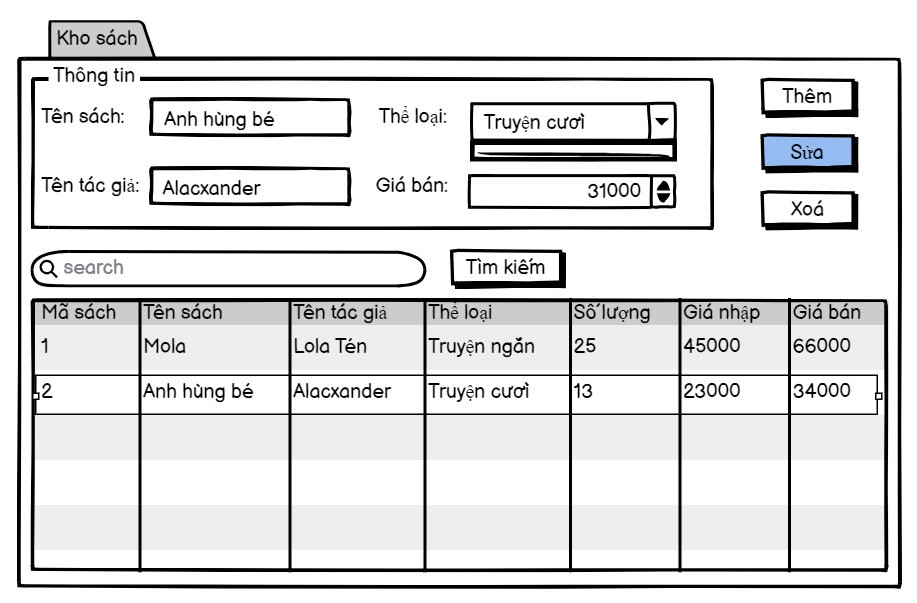 Kho sách
Thông tin
Tên sách: Anh hùng bé Thể loại: Truyện cười Thêm
Sửa
Tên tác giả: Alacxander Giá bán: 31000 Xoá
search Tìm kiếm
Mã sách Tên sách Tên tác giả Thể loại Số lượng Giá nhập Giá bán
1 Mola Lola Tén Truyện ngắn 25 45000 66000
2 Anh hùng bé Alacxander Truyện cười 13 23000 34000